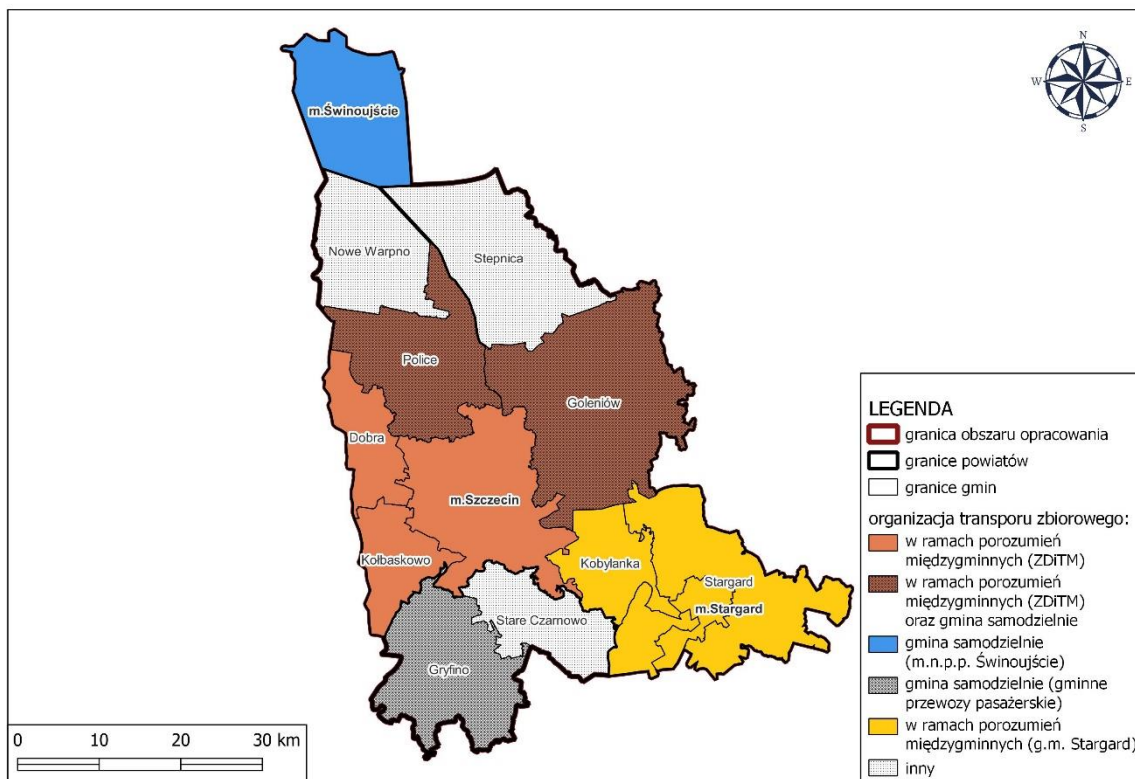 N
W
E
S
m.Świnoujście
Nowe Warpno
Stepnica
Police
Goleniów
Dobra
m.Szczecin
Kołbaskowo
Kobylanka
Stargard
m.Stargard
Stare Czarnowo
Gryfino
0 10 20 30 km
LEGENDA
granica obszaru opracowania
granice powiatów
granice gmin
organizacja transporu zbiorowego:
w ramach porozumień
międzygminnych (ZDiTM)
w ramach porozumień
międzygminnych (ZDiTM)
oraz gmina samodzielnie
gmina samodzielnie
(m.n.p.p. Świnoujście)
gmina samodzielnie (gminne
przewozy pasażerskie)
w ramach porozumień
międzygminnych (g.m. Stargard)
inny